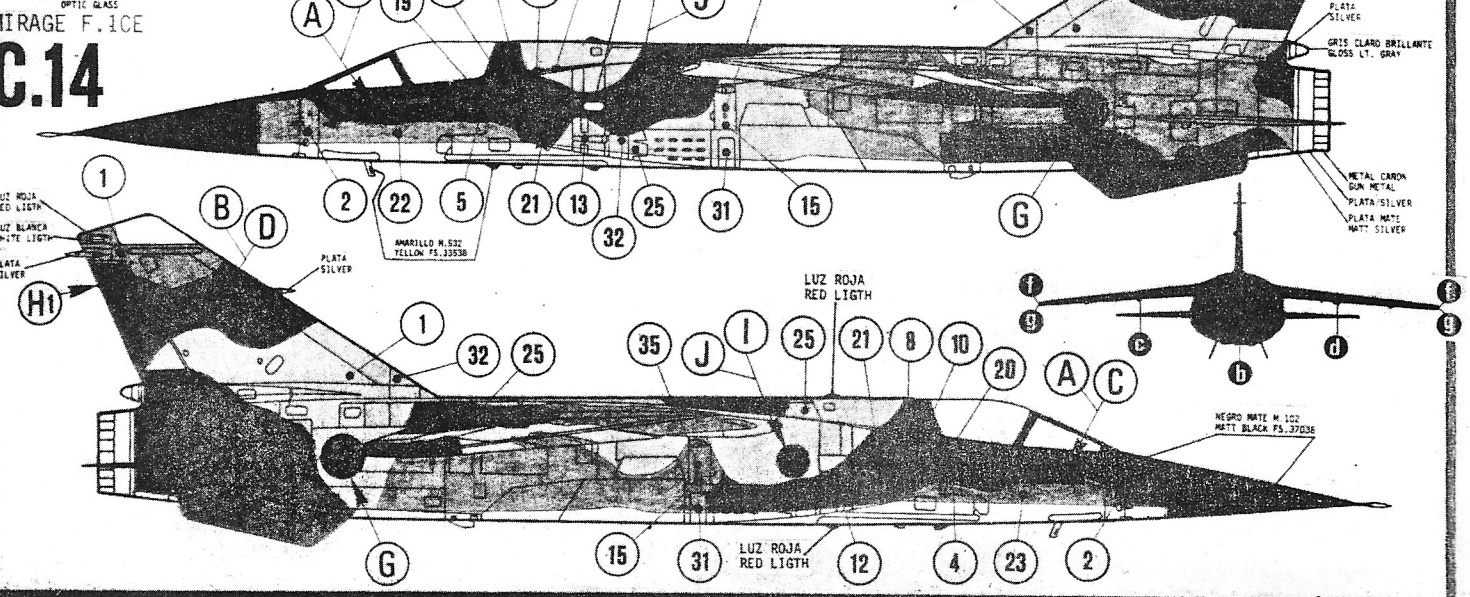 OPTIC GLASS
MIRAGE F.1CE
C.14
A
19
J
PLATA
SILVER
GRIS CLARO BRILLANTE
GLOSS LT. GRAY
METAL CAÑON
GUN METAL
PLATA/SILVER
PLATA MATE
MATT SILVER
1
2
22
5
21
13
32
25
31
15
G
AMARILLO M.532
YELLOW FS.33538
LUZ ROJA
RED LIGTH
LUZ BLANCA
WHITE LIGTH
PLATA
SILVER
B
D
PLATA
SILVER
H1
LUZ ROJA
RED LIGTH
f
g
c
b
d
f
g
1
32
25
35
J
I
25
21
8
10
20
A
C
NEGRO MATE M.102
MATT BLACK FS.37038
G
15
31
LUZ ROJA
RED LIGTH
12
4
23
2